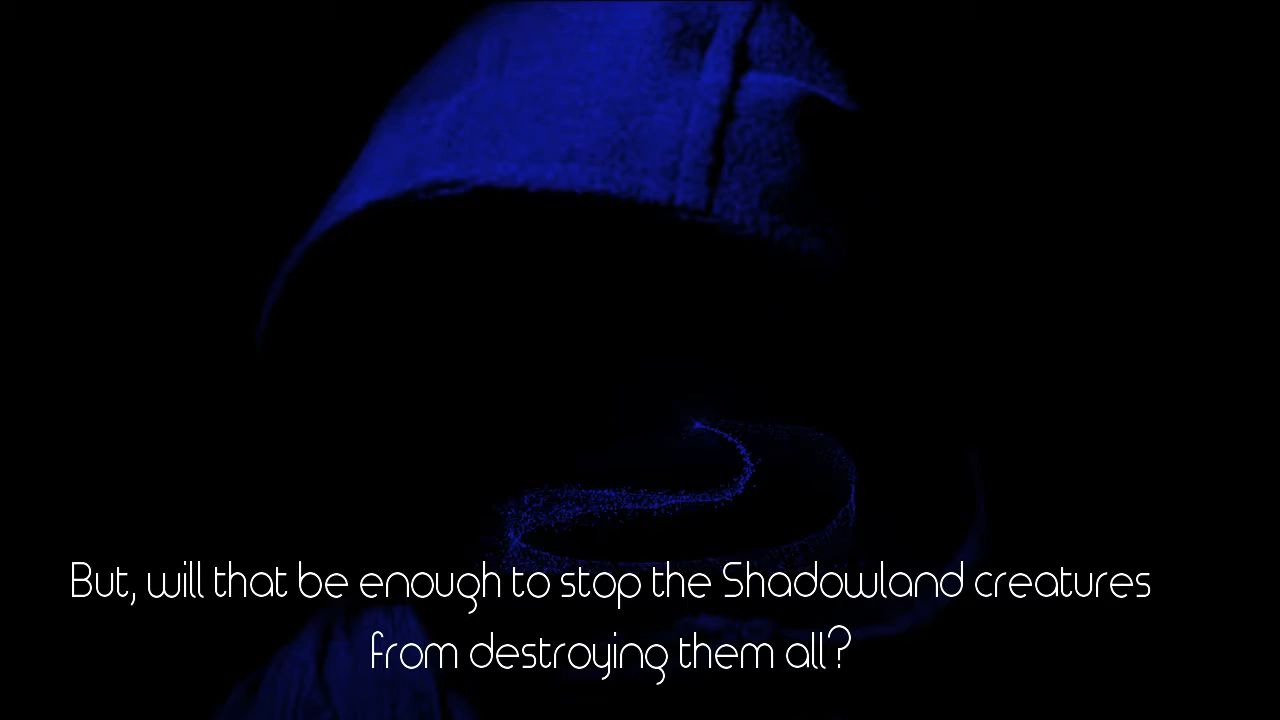 But, will that be enough to stop the Shadowland creatures
from destroying them all?